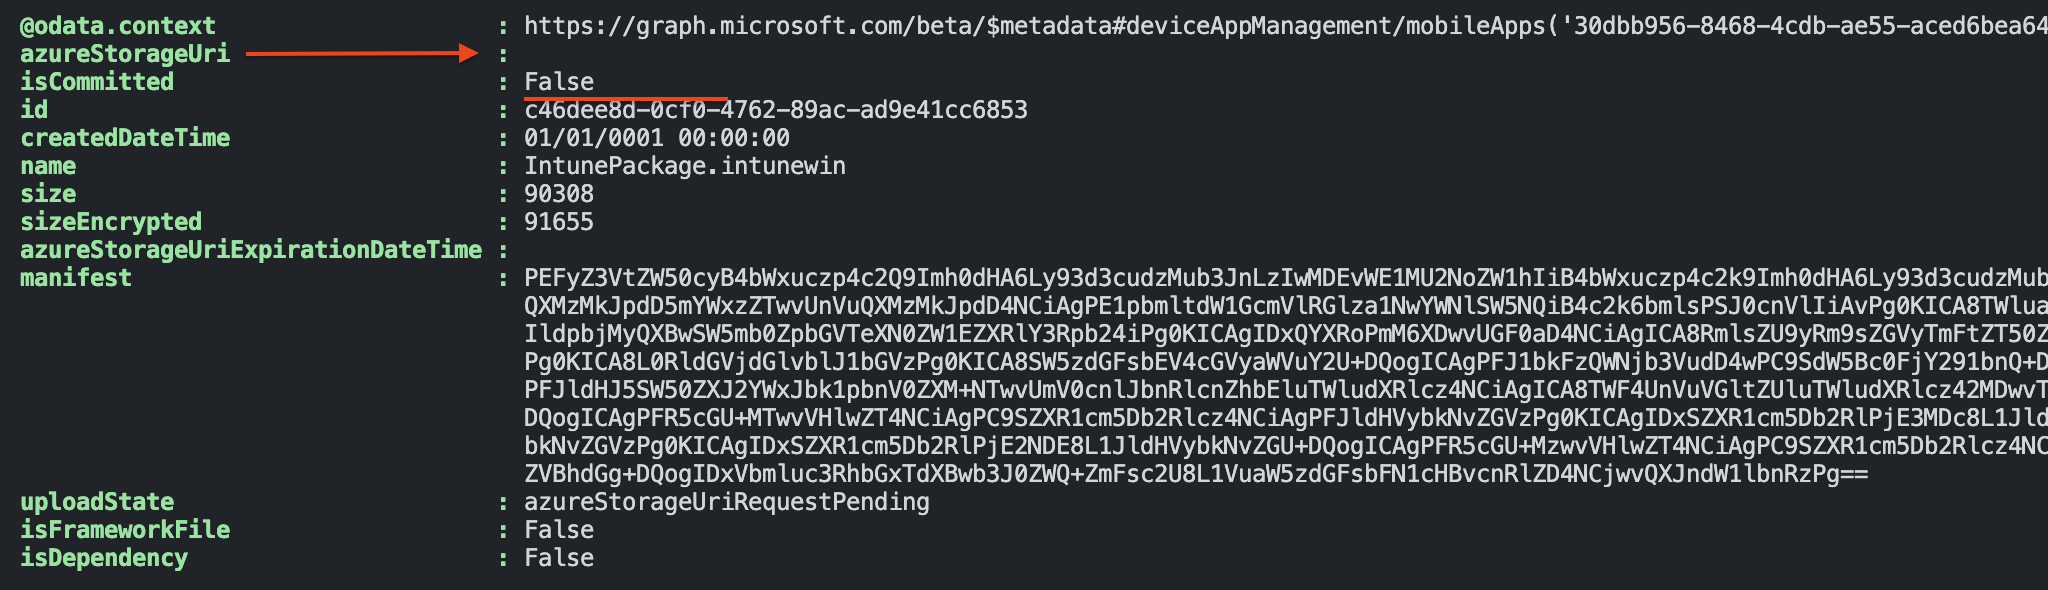 @odata.context : https://graph.microsoft.com/beta/$metadata#deviceAppManagement/mobileApps('30dbb956-8468-4cdb-ae55-aced6bea64
azureStorageUri :
isCommitted : False
id : c46dee8d-0cf0-4762-89ac-ad9e41cc6853
createdDateTime : 01/01/0001 00:00:00
name : IntunePackage.intunewin
size : 90308
sizeEncrypted : 91655
azureStorageUriExpirationDateTime :
manifest : PEFyZ3VtZW50cyB4bWxuczp4c2Q9Imh0dHA6Ly93d3cudzMub3JnLzIwMDEvWE1MU2NoZW1hIiB4bWxuczp4c2k9Imh0dHA6Ly93d3cudzMub
QXMzMkJpdD5mYWxzZTwvUnVuQXMzMkJpdD4NCiAgPE1pbmltdW1GcmVlRGlza1NwYWNlSW5NQiB4c2k6bmlsPSJ0cnVlIiAvPg0KICA8TWlua
IldpbjMyQXBwSW5mb0ZpbGVTeXN0ZW1EZXRlY3Rpb24iPg0KICAgIDxQYXRoPmM6XDwvUGF0aD4NCiAgICA8RmlsZU9yRm9sZGVyTmFtZT50Z
Pg0KICA8L0RldGVjdGlvblJ1bGVzPg0KICA8SW5zdGFsbEV4cGVyaWVuY2U+DQogICAgPFJ1bkFzQWNjb3VudD4wPC9SdW5Bc0FjY291bnQ+D
PFJldHJ5SW50ZXJ2YWxJbk1pbnV0ZXM+NTwvUmV0cnlJbnRlcnZhbEluTWludXRlcz4NCiAgICA8TWF4UnVuVGltZUluTWludXRlcz42MDwvT
DQogICAgPFR5cGU+MTwvVHlwZT4NCiAgPC9SZXR1cm5Db2Rlcz4NCiAgPFJldHVybkNvZGVzPg0KICAgIDxSZXR1cm5Db2RlPjE3MDc8L1Jld
bkNvZGVzPg0KICAgIDxSZXR1cm5Db2RlPjE2NDE8L1JldHVybkNvZGU+DQogICAgPFR5cGU+MzwvVHlwZT4NCiAgPC9SZXR1cm5Db2Rlcz4NC
ZVBhdGg+DQogIDxVbmluc3RhbGxTdXBwb3J0ZWQ+ZmFsc2U8L1VuaW5zdGFsbFN1cHBvcnRlZD4NCjwvQXJndW1lbnRzPg==
uploadState : azureStorageUriRequestPending
isFrameworkFile : False
isDependency : False